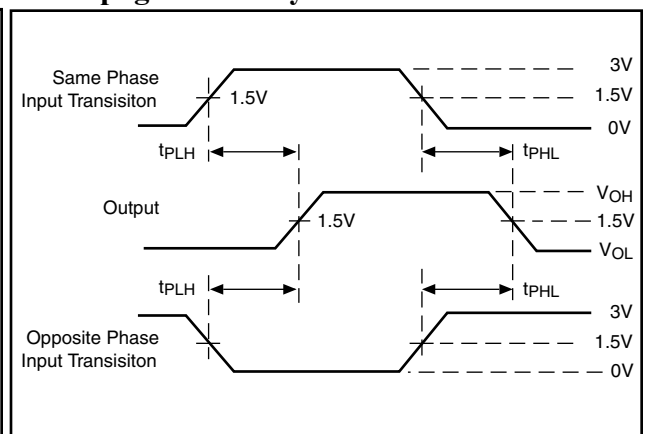 Same Phase
Input Transisiton
1.5V
3V
1.5V
0V
tPLH
tPHL
Output
1.5V
VOH
1.5V
VOL
tPLH
tPHL
Opposite Phase
Input Transisiton
3V
1.5V
0V